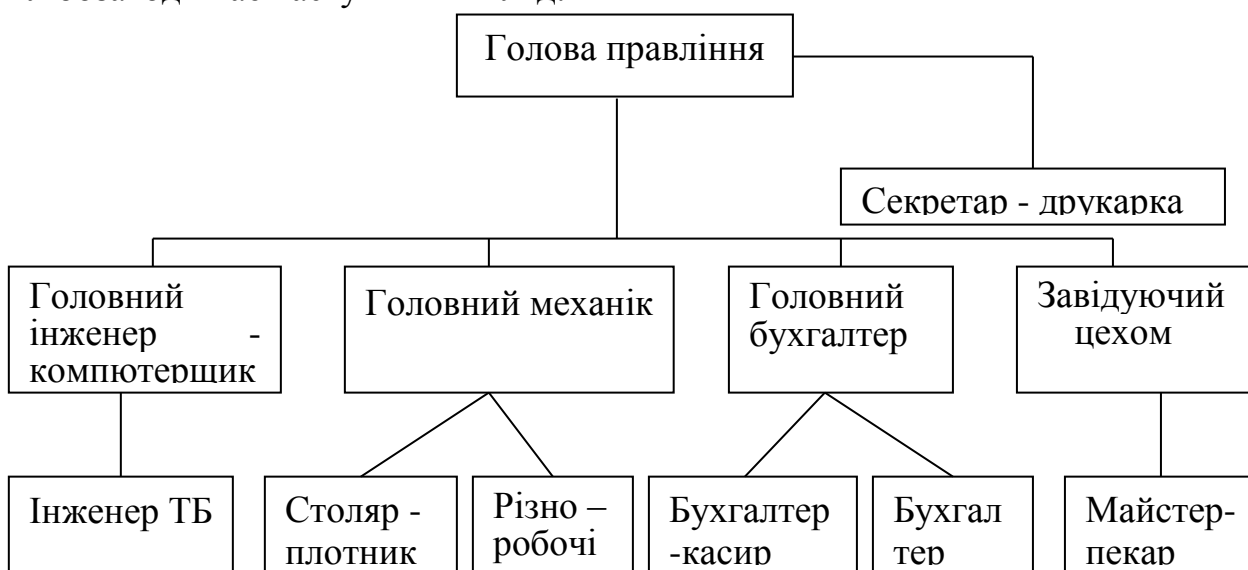 Голова правління
Секретар - друкарка
Головний
інженер -
компютерщик
Головний механік
Головний
бухгалтер
Завідуючий
цехом
Інженер ТБ
Столяр -
плотник
Різно –
робочі
Бухгалтер
-касир
Бухгал
тер
Майстер-
пекар